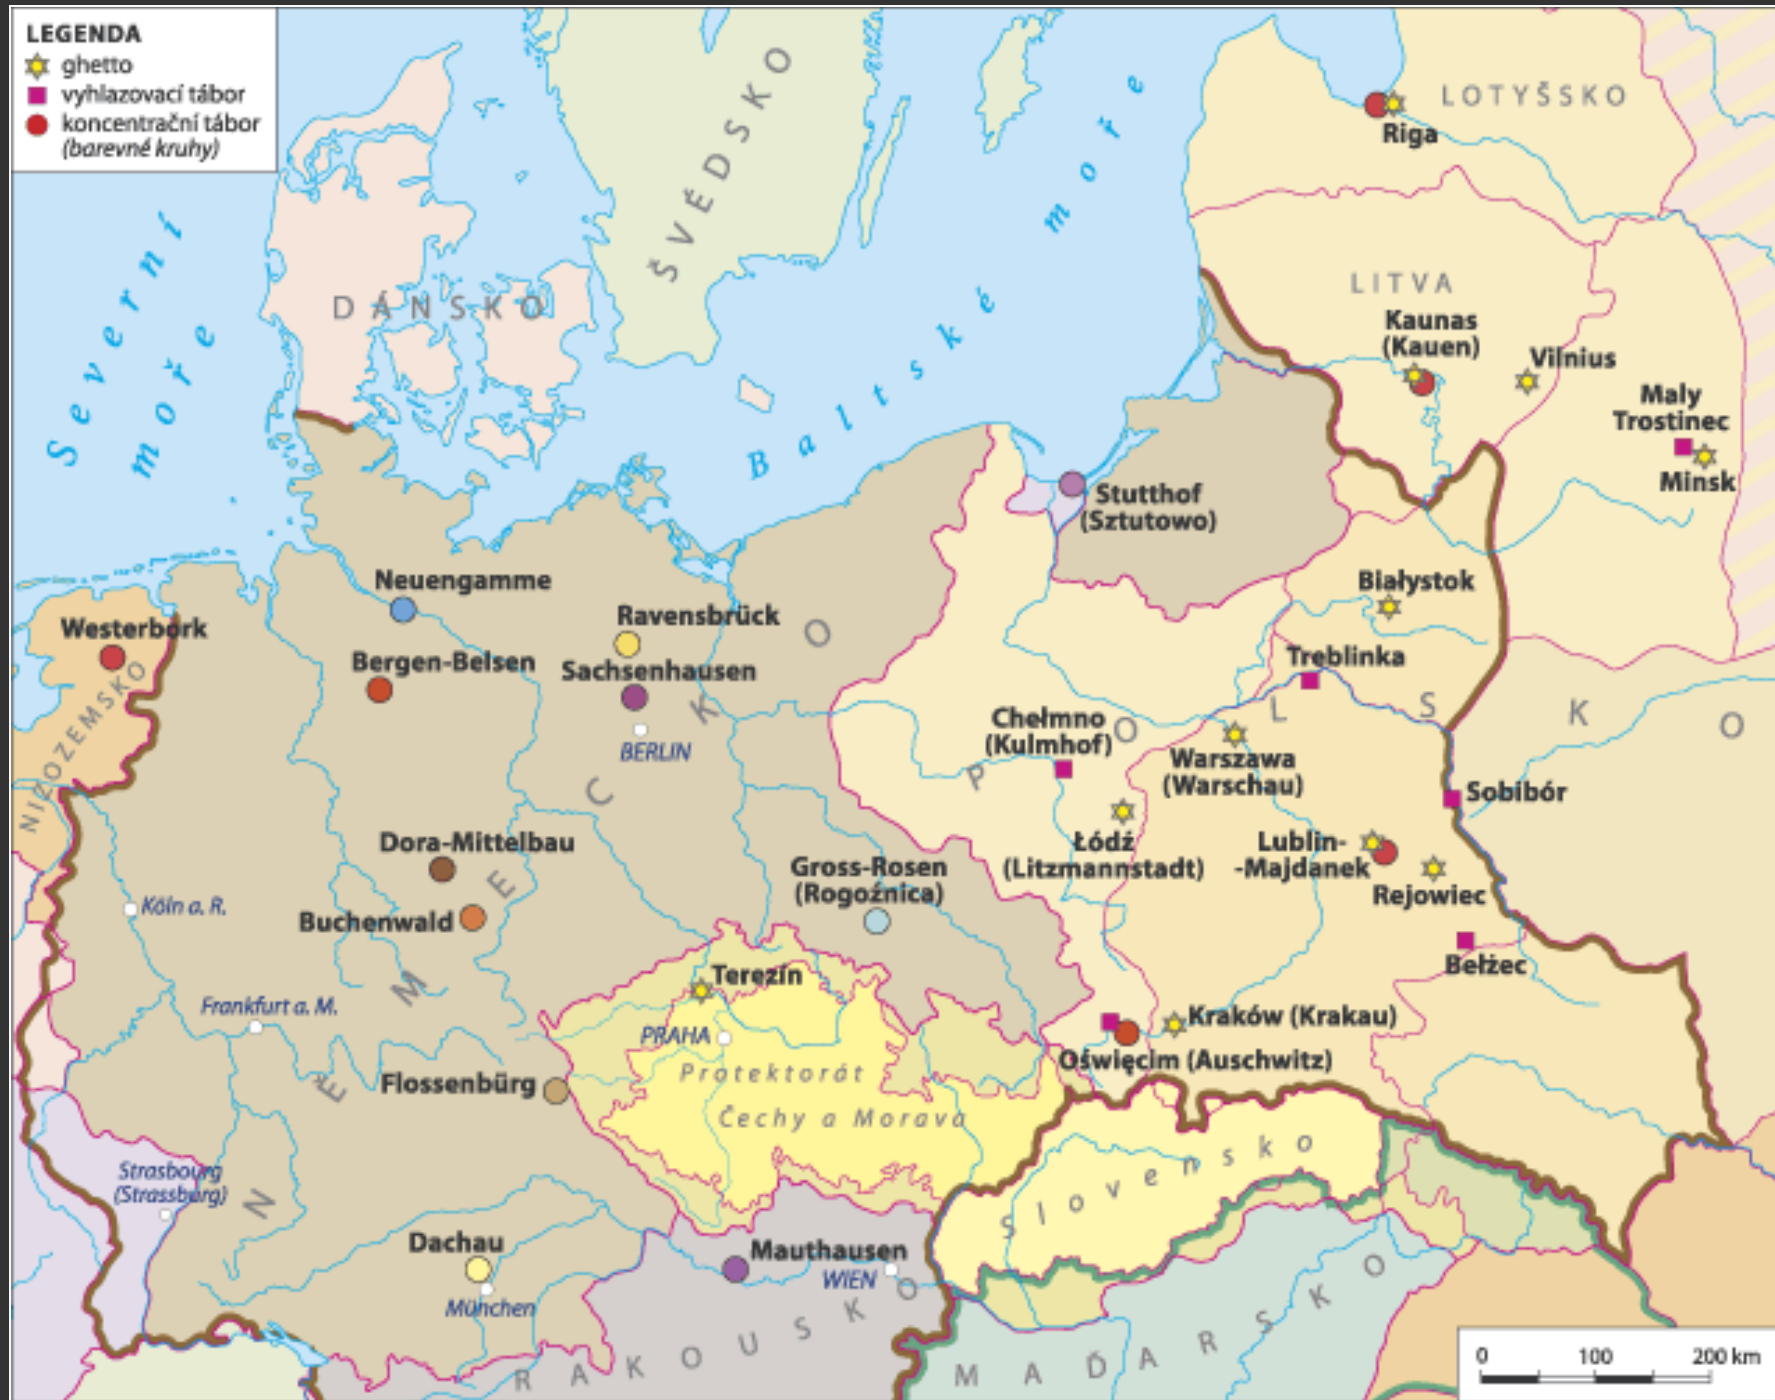 LEGENDA
ghetto
vyhlazovací tábor
koncentrační tábor
(barevné kruhy)
Severní
moře
DÁNSKO
ŠVÉDSKO
Baltské moře
LOTYŠSKO
Riga
LITVA
Kaunas
(Kauen)
Vilnius
Maly
Trostinec
Minsk
Stutthof
(Sztutowo)
Białystok
Treblinka
Neuengamme
Ravensbrück
Westerbork
Bergen-Belsen
Sachsenhausen
BERLIN
NIZOZEMSKO
NĚMECKO
POLSKO
Chełmno
(Kulmhof)
Warszawa
(Warschau)
Sobibór
Łódź
(Litzmannstadt)
Lublin-
-Majdanek
Rejowiec
Bełżec
Dora-Mittelbau
Gross-Rosen
(Rogoźnica)
Köln a. R.
Buchenwald
Terezín
Frankfurt a. M.
PRAHA
Kraków (Krakau)
Oświęcim (Auschwitz)
Flossenbürg
Protektorát
Čechy a Morava
Slovensko
Strasbourg
(Strassburg)
Dachau
München
Mauthausen
WIEN
RAKOUSKO
MAĎARSKO
0 100 200 km